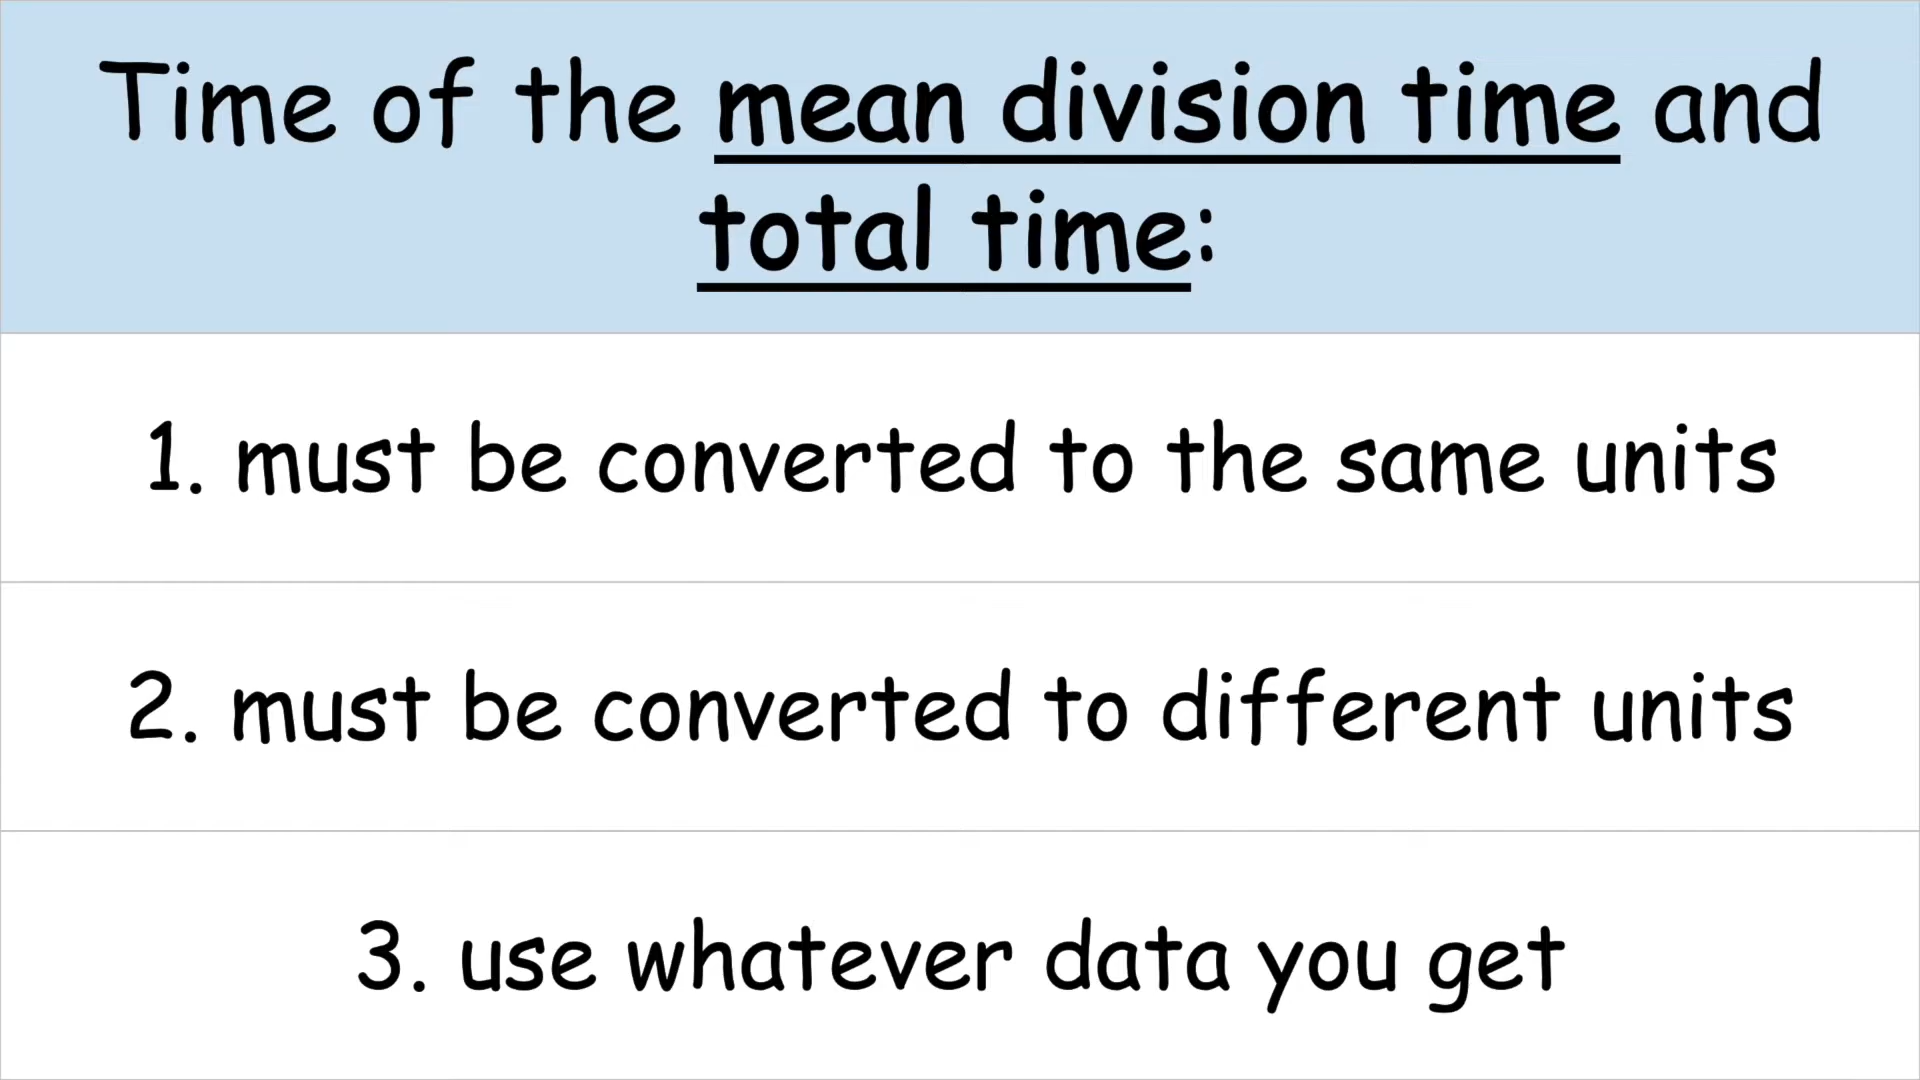 Time of the mean division time and
total time:
1. must be converted to the same units
2. must be converted to different units
3. use whatever data you get